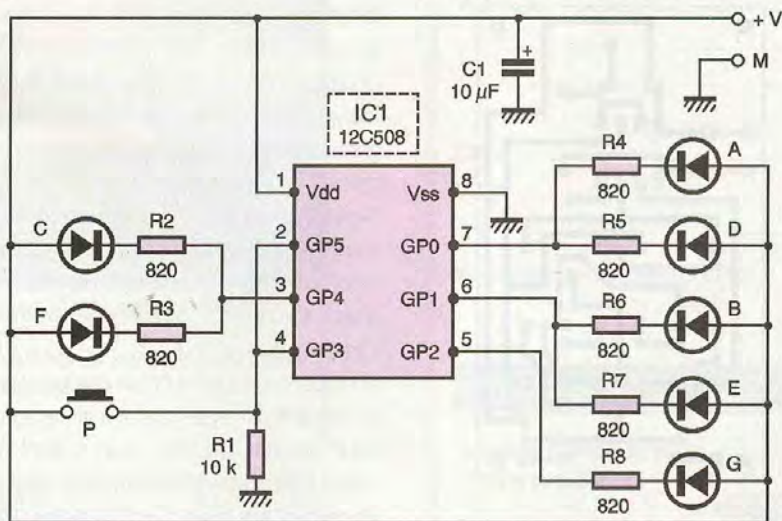 + V
M
C1
+
10 µF
IC1
12C508
1
Vdd
Vss
8
2
GP5
GP0
7
3
GP4
GP1
6
4
GP3
GP2
5
C
R2
820
F
R3
820
P
R1
10 k
R4
A
820
R5
D
820
R6
B
820
R7
E
820
R8
G
820